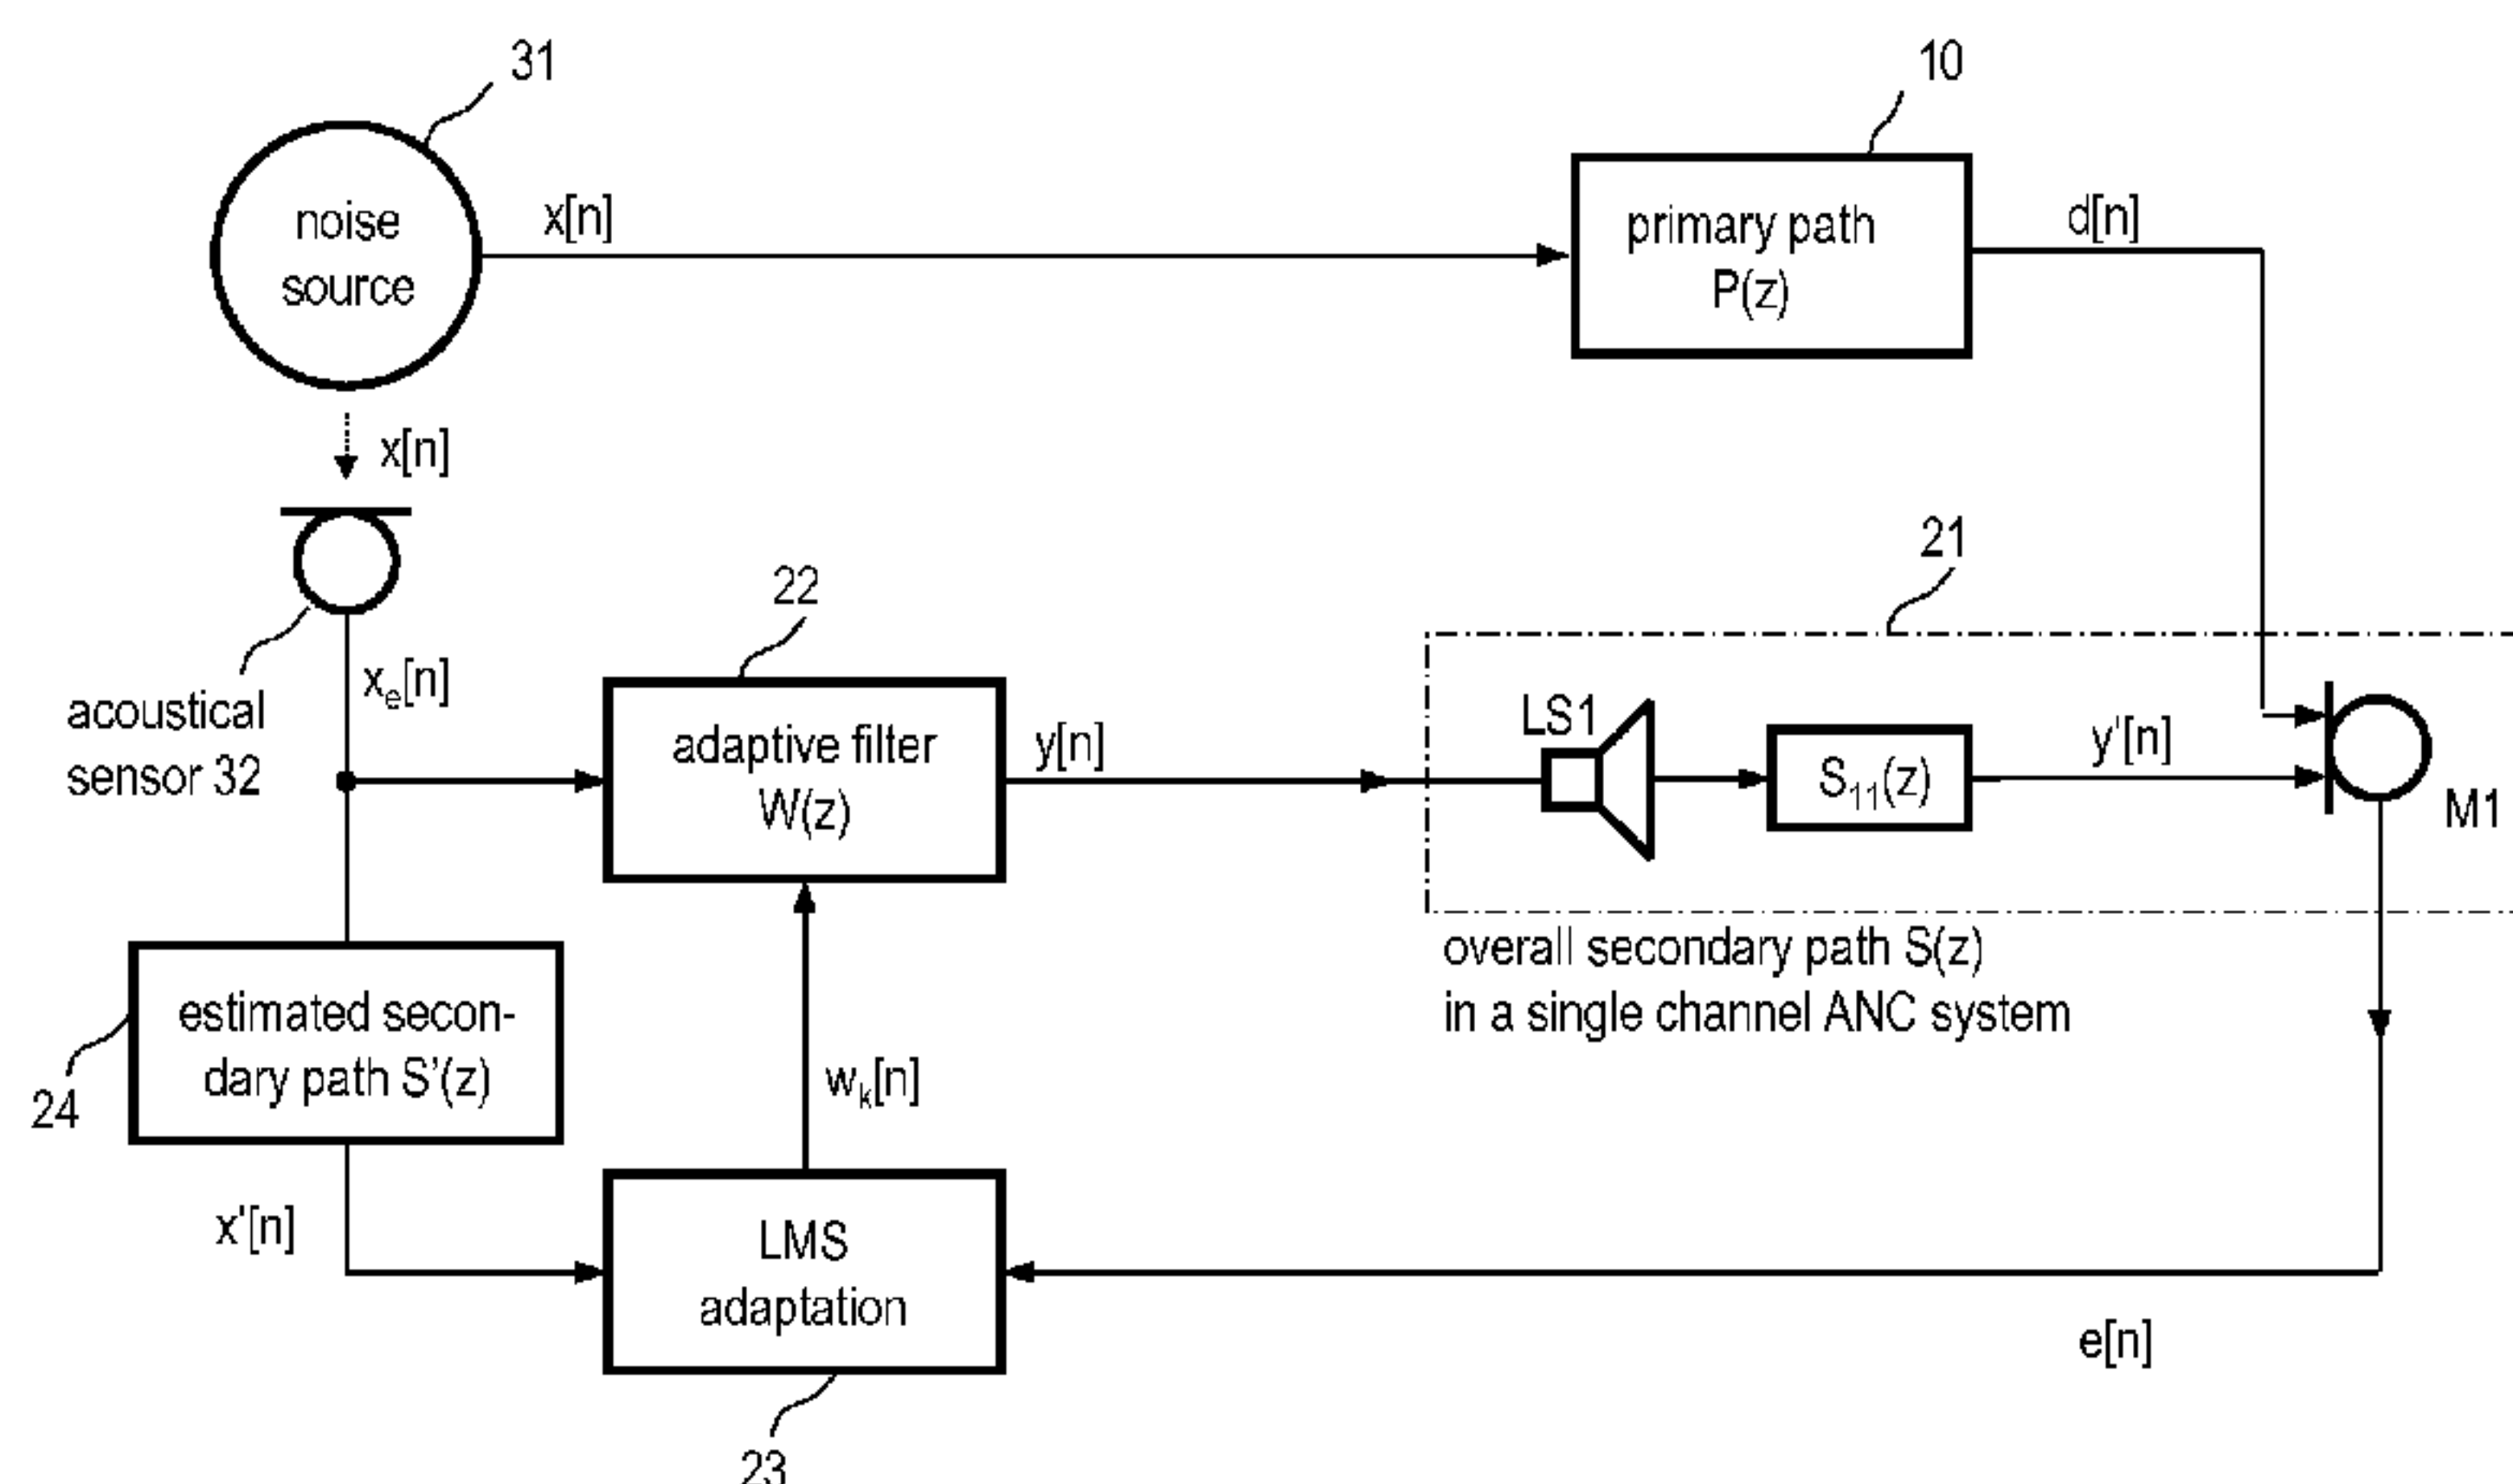 31
10
noise
source
x[n]
primary path
P(z)
d[n]
x[n]
21
22
acoustical
sensor 32
xₑ[n]
adaptive filter
W(z)
y[n]
LS1
S₁₁(z)
y'[n]
M1
overall secondary path S(z)
in a single channel ANC system
estimated secon-
dary path S'(z)
24
wₖ[n]
x'[n]
LMS
adaptation
e[n]
23